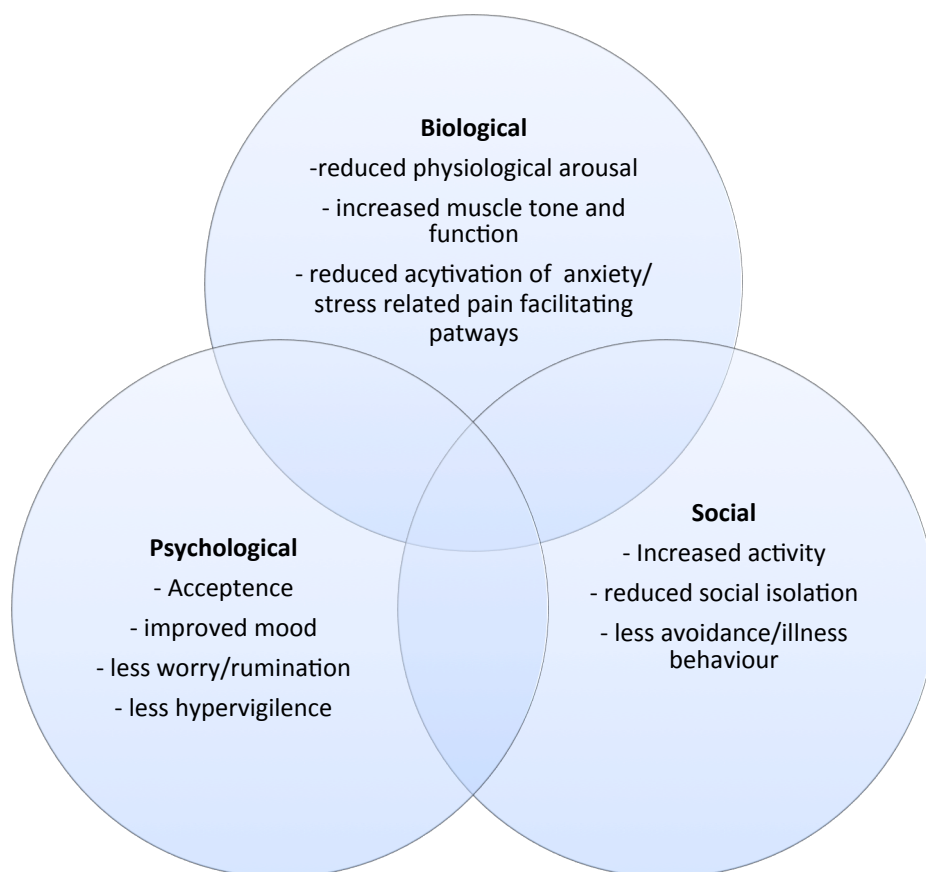 Biological
-reduced physiological arousal
- increased muscle tone and
function
- reduced acytivation of  anxiety/
stress related pain facilitating
patways
Psychological
- Acceptence
- improved mood
- less worry/rumination
- less hypervigilence
Social
- Increased activity
- reduced social isolation
- less avoidance/illness
behaviour